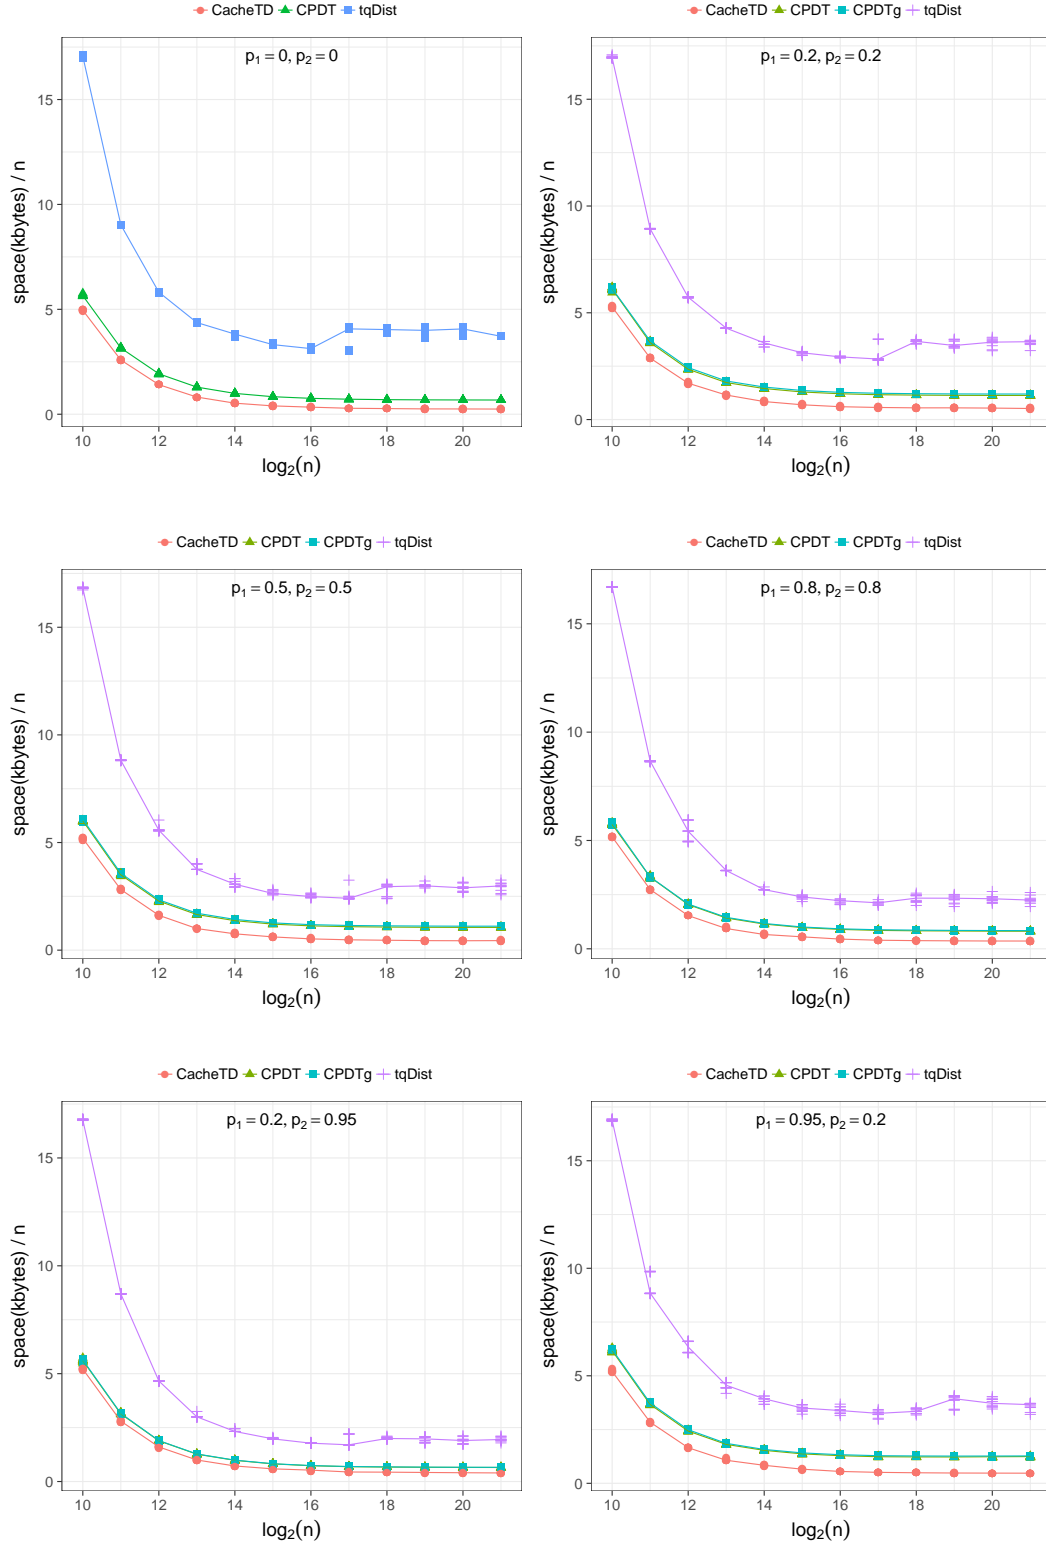 CacheTD CPDT tqDist
p₁ = 0, p₂ = 0
space(kbytes) / n
15
10
5
0
10 12 14 16 18 20
log₂(n)
CacheTD CPDT CPDTg tqDist
p₁ = 0.2, p₂ = 0.2
space(kbytes) / n
15
10
5
0
10 12 14 16 18 20
log₂(n)
CacheTD CPDT CPDTg tqDist
p₁ = 0.5, p₂ = 0.5
space(kbytes) / n
15
10
5
0
10 12 14 16 18 20
log₂(n)
CacheTD CPDT CPDTg tqDist
p₁ = 0.8, p₂ = 0.8
space(kbytes) / n
15
10
5
0
10 12 14 16 18 20
log₂(n)
CacheTD CPDT CPDTg tqDist
p₁ = 0.2, p₂ = 0.95
space(kbytes) / n
15
10
5
0
10 12 14 16 18 20
log₂(n)
CacheTD CPDT CPDTg tqDist
p₁ = 0.95, p₂ = 0.2
space(kbytes) / n
15
10
5
0
10 12 14 16 18 20
log₂(n)